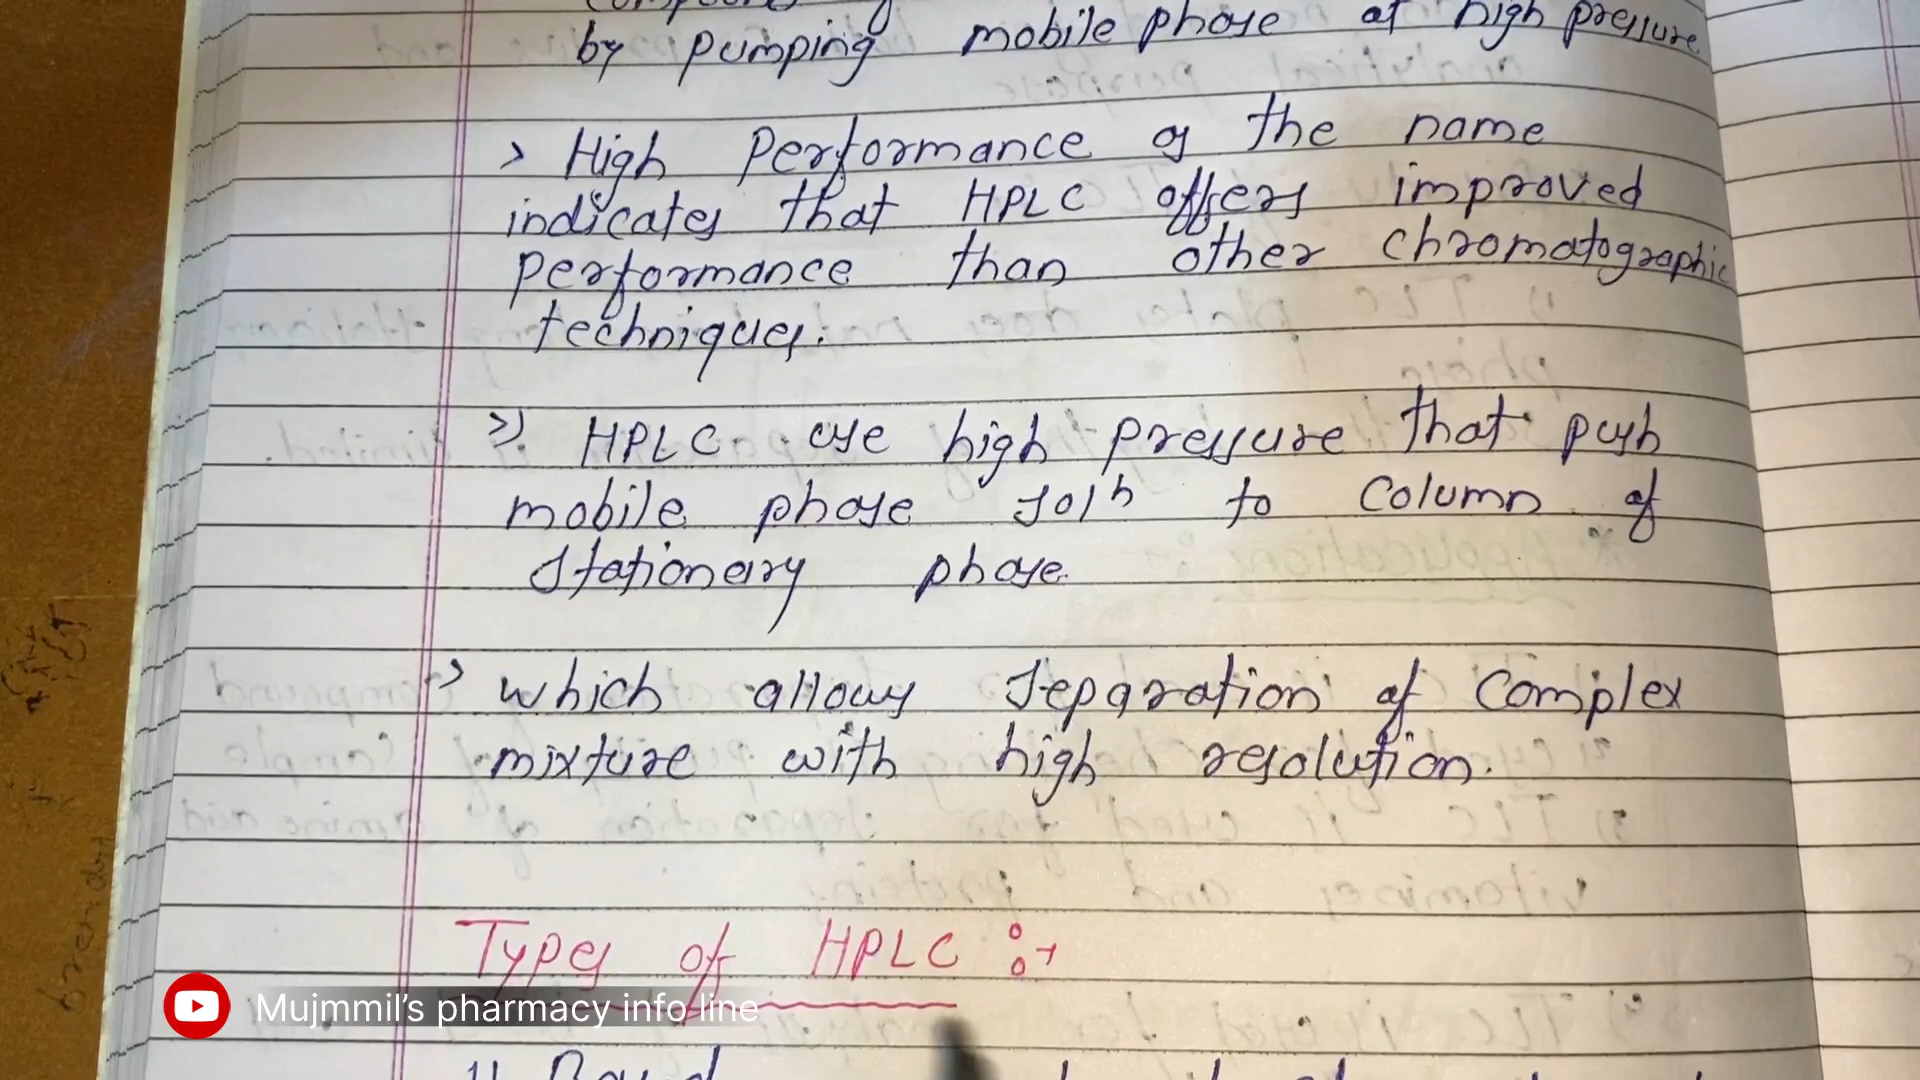 by pumping mobile phase at high pressure
> High Performance of the name
indicates that HPLC offers improved
performance than other chromatographic
techniques.
>) HPLC use high pressure that push
mobile phase solⁿ to column of
stationary phase.
> which allows separation of complex
mixture with high resolution.
Types of HPLC :→
Mujmmil’s pharmacy info line